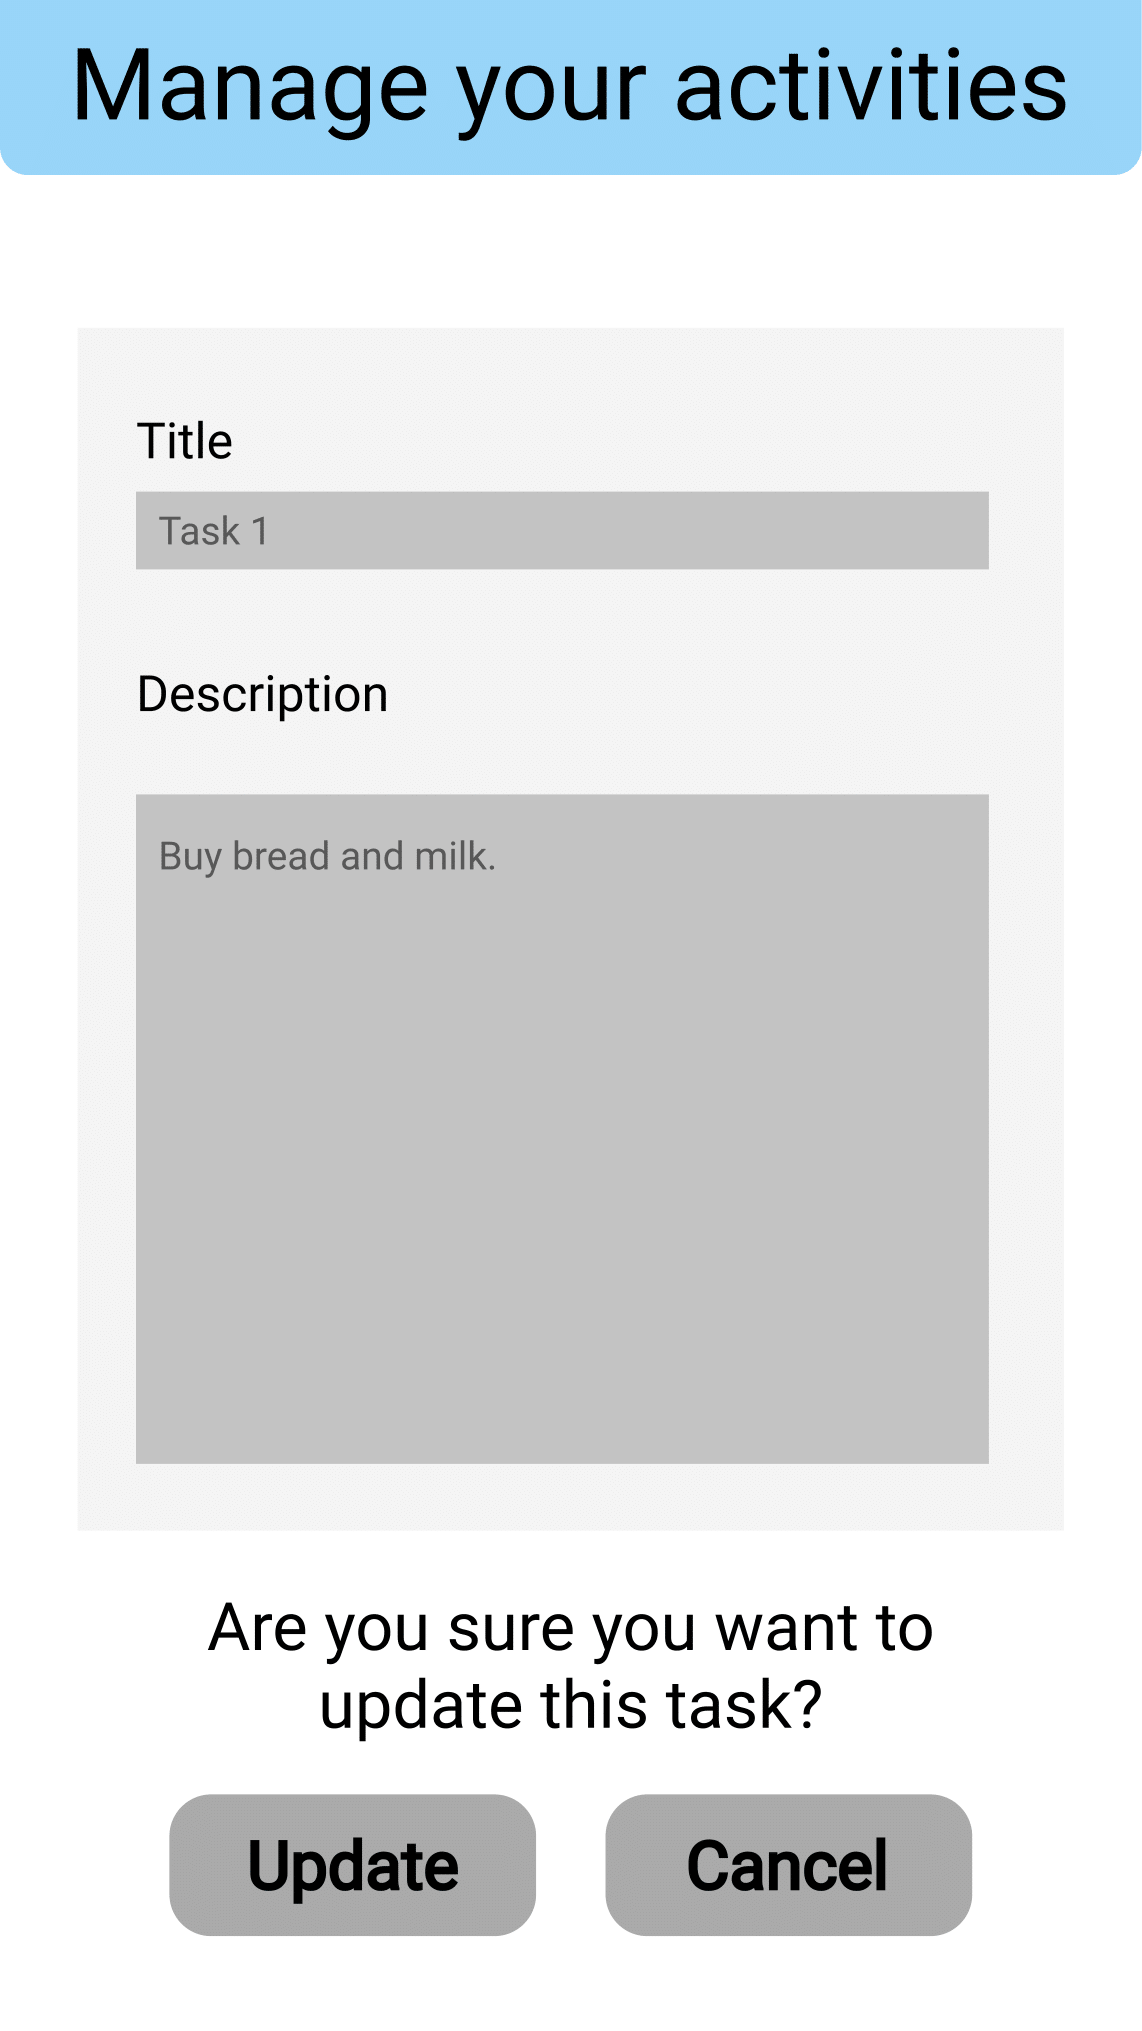 Manage your activities
Title
Task 1
Description
Buy bread and milk.
Are you sure you want to
update this task?
Update
Cancel